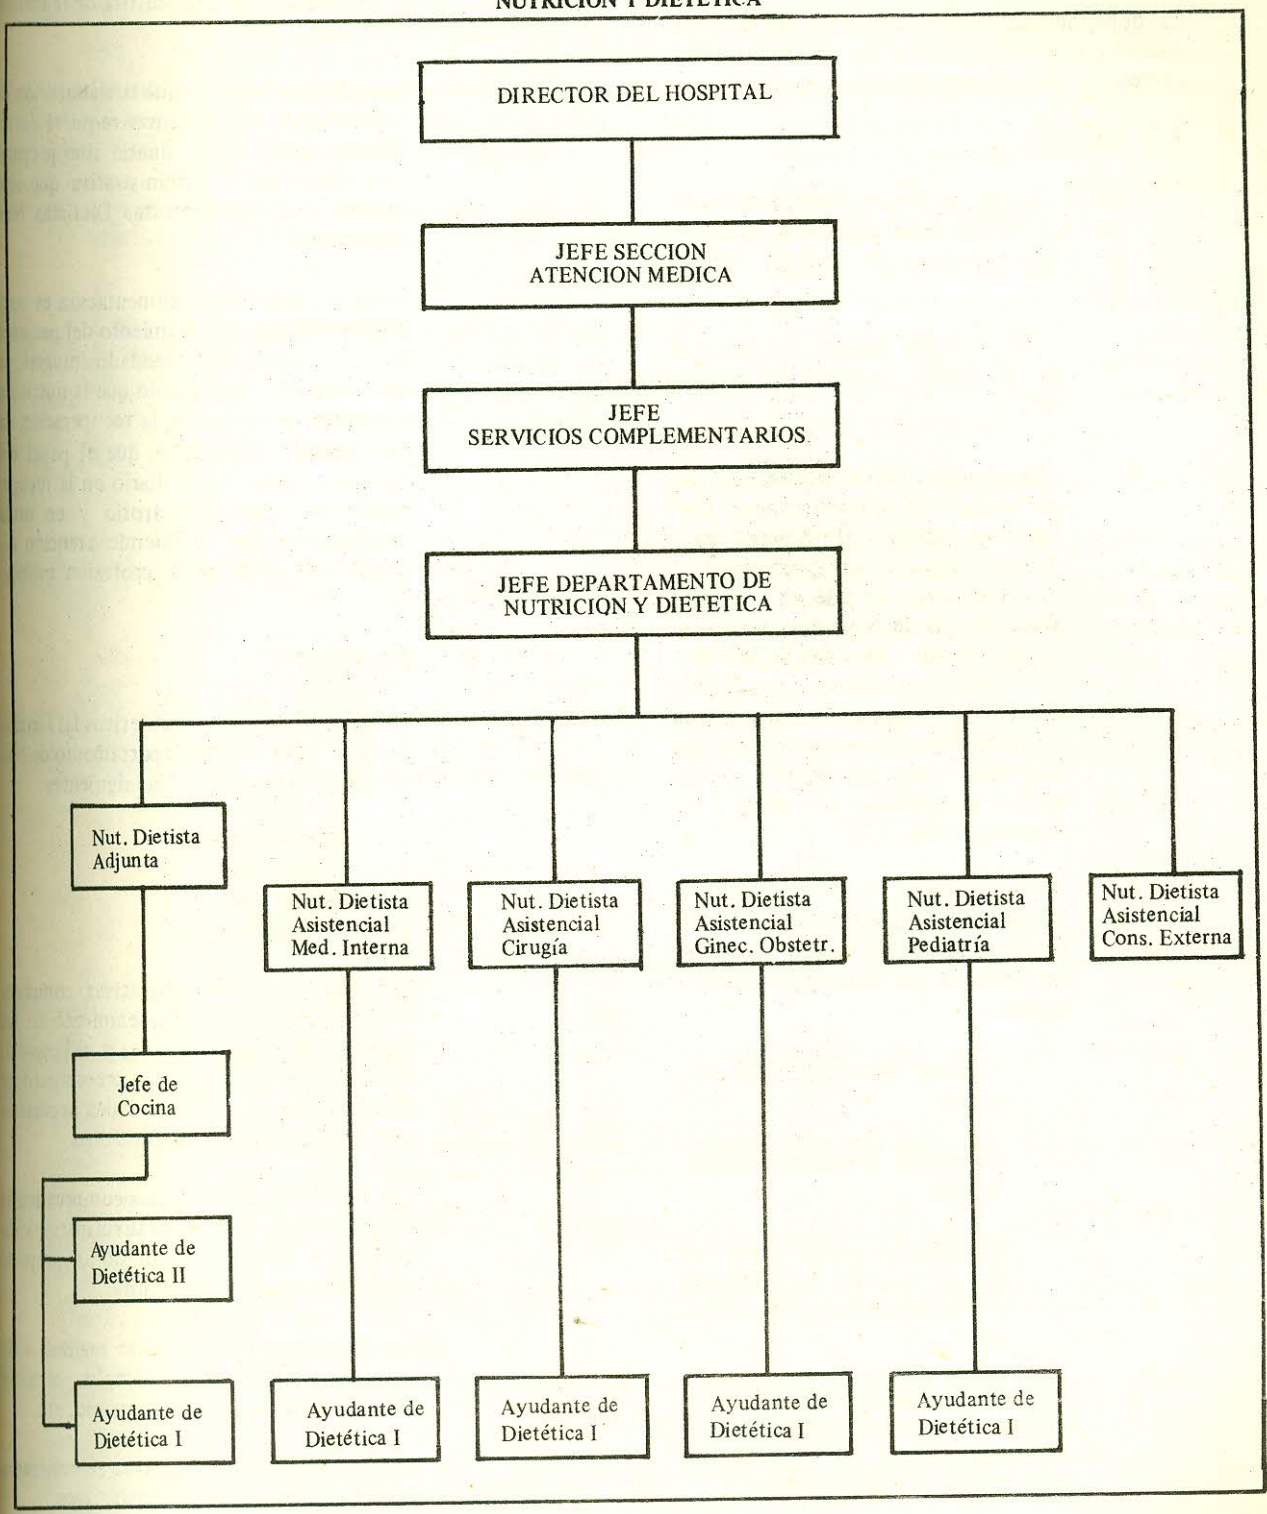 NUTRICION Y DIETETICA
DIRECTOR DEL HOSPITAL
JEFE SECCION
ATENCION MEDICA
JEFE
SERVICIOS COMPLEMENTARIOS
JEFE DEPARTAMENTO DE
NUTRICION Y DIETETICA
Nut. Dietista
Adjunta
Nut. Dietista
Asistencial
Med. Interna
Nut. Dietista
Asistencial
Cirugía
Nut. Dietista
Asistencial
Ginec. Obstetr.
Nut. Dietista
Asistencial
Pediatría
Nut. Dietista
Asistencial
Cons. Externa
Jefe de
Cocina
Ayudante de
Dietética II
Ayudante de
Dietética I
Ayudante de
Dietética I
Ayudante de
Dietética I
Ayudante de
Dietética I
Ayudante de
Dietética I